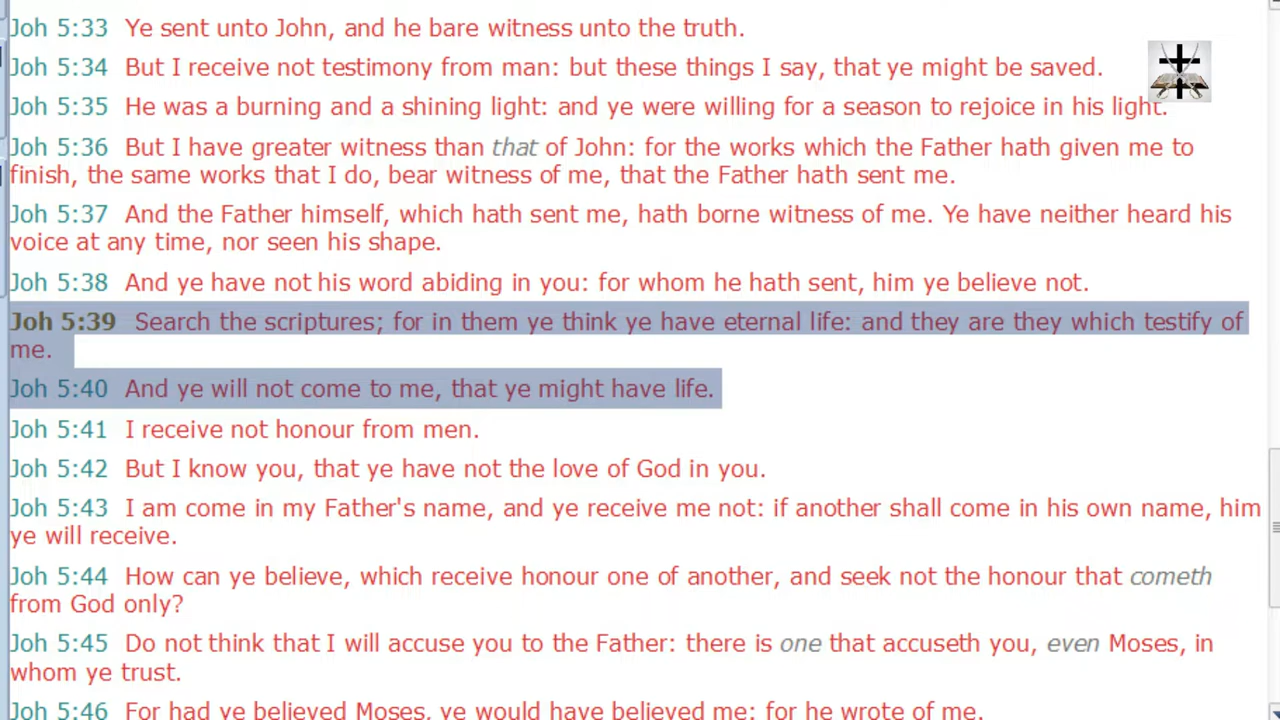 Joh 5:33 Ye sent unto John, and he bare witness unto the truth.
Joh 5:34 But I receive not testimony from man: but these things I say, that ye might be saved.
Joh 5:35 He was a burning and a shining light: and ye were willing for a season to rejoice in his light.
Joh 5:36 But I have greater witness than that of John: for the works which the Father hath given me to
finish, the same works that I do, bear witness of me, that the Father hath sent me.
Joh 5:37 And the Father himself, which hath sent me, hath borne witness of me. Ye have neither heard his
voice at any time, nor seen his shape.
Joh 5:38 And ye have not his word abiding in you: for whom he hath sent, him ye believe not.
Joh 5:39 Search the scriptures; for in them ye think ye have eternal life: and they are they which testify of
me.
Joh 5:40 And ye will not come to me, that ye might have life.
Joh 5:41 I receive not honour from men.
Joh 5:42 But I know you, that ye have not the love of God in you.
Joh 5:43 I am come in my Father's name, and ye receive me not: if another shall come in his own name, him
ye will receive.
Joh 5:44 How can ye believe, which receive honour one of another, and seek not the honour that cometh
from God only?
Joh 5:45 Do not think that I will accuse you to the Father: there is one that accuseth you, even Moses, in
whom ye trust.
Joh 5:46 For had ye believed Moses, ye would have believed me: for he wrote of me.